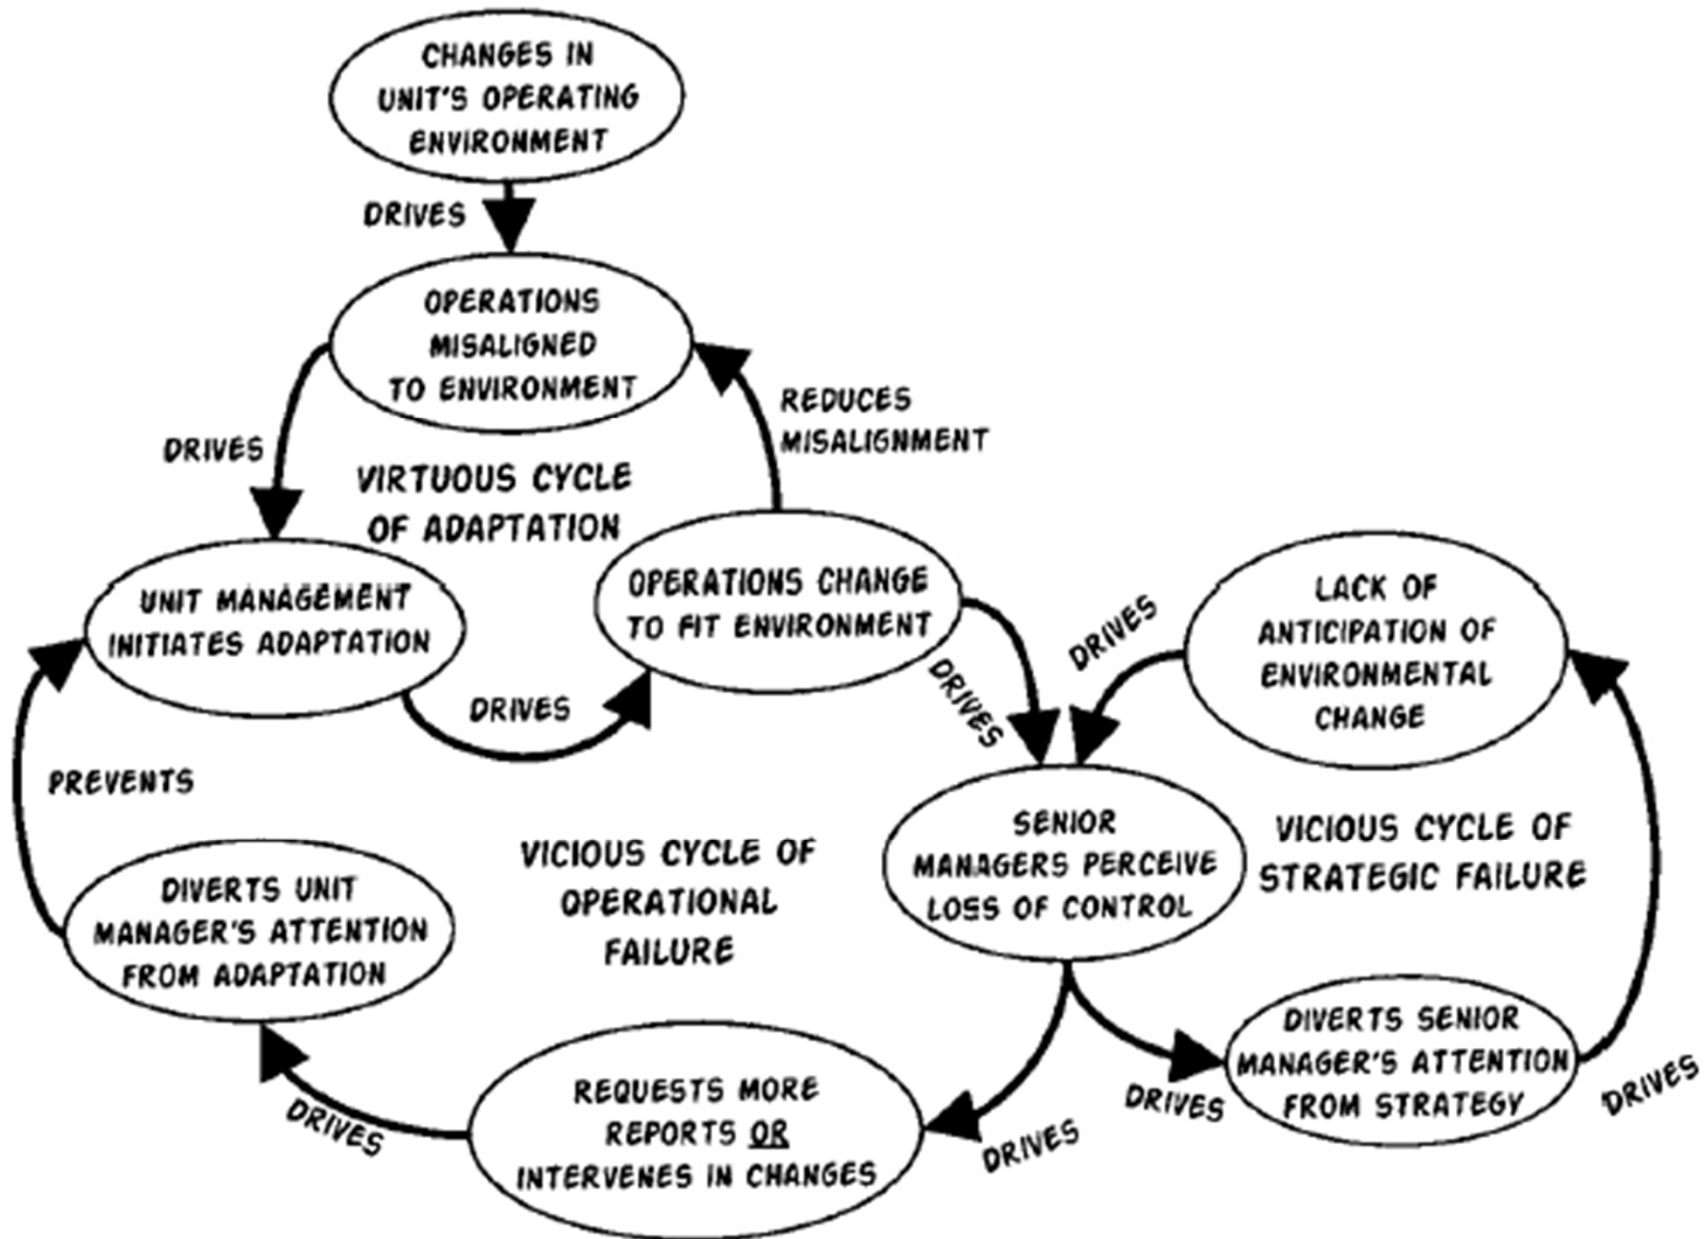 CHANGES IN
UNIT'S OPERATING
ENVIRONMENT
DRIVES
OPERATIONS
MISALIGNED
TO ENVIRONMENT
REDUCES
MISALIGNMENT
DRIVES
VIRTUOUS CYCLE
OF ADAPTATION
UNIT MANAGEMENT
INITIATES ADAPTATION
OPERATIONS CHANGE
TO FIT ENVIRONMENT
LACK OF
ANTICIPATION OF
ENVIRONMENTAL
CHANGE
DRIVES
DRIVES
DRIVES
PREVENTS
SENIOR
MANAGERS PERCEIVE
LOSS OF CONTROL
VICIOUS CYCLE OF
STRATEGIC FAILURE
VICIOUS CYCLE OF
OPERATIONAL
FAILURE
DIVERTS UNIT
MANAGER'S ATTENTION
FROM ADAPTATION
DIVERTS SENIOR
MANAGER'S ATTENTION
FROM STRATEGY
REQUESTS MORE
REPORTS OR
INTERVENES IN CHANGES
DRIVES
DRIVES
DRIVES
DRIVES